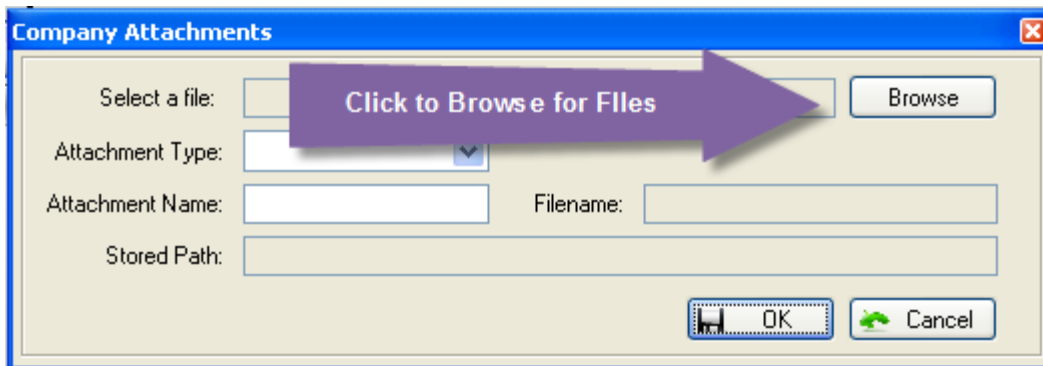 Company Attachments
Select a file:
Click to Browse for FIles
Browse
Attachment Type:
Attachment Name:
Filename:
Stored Path:
OK
Cancel